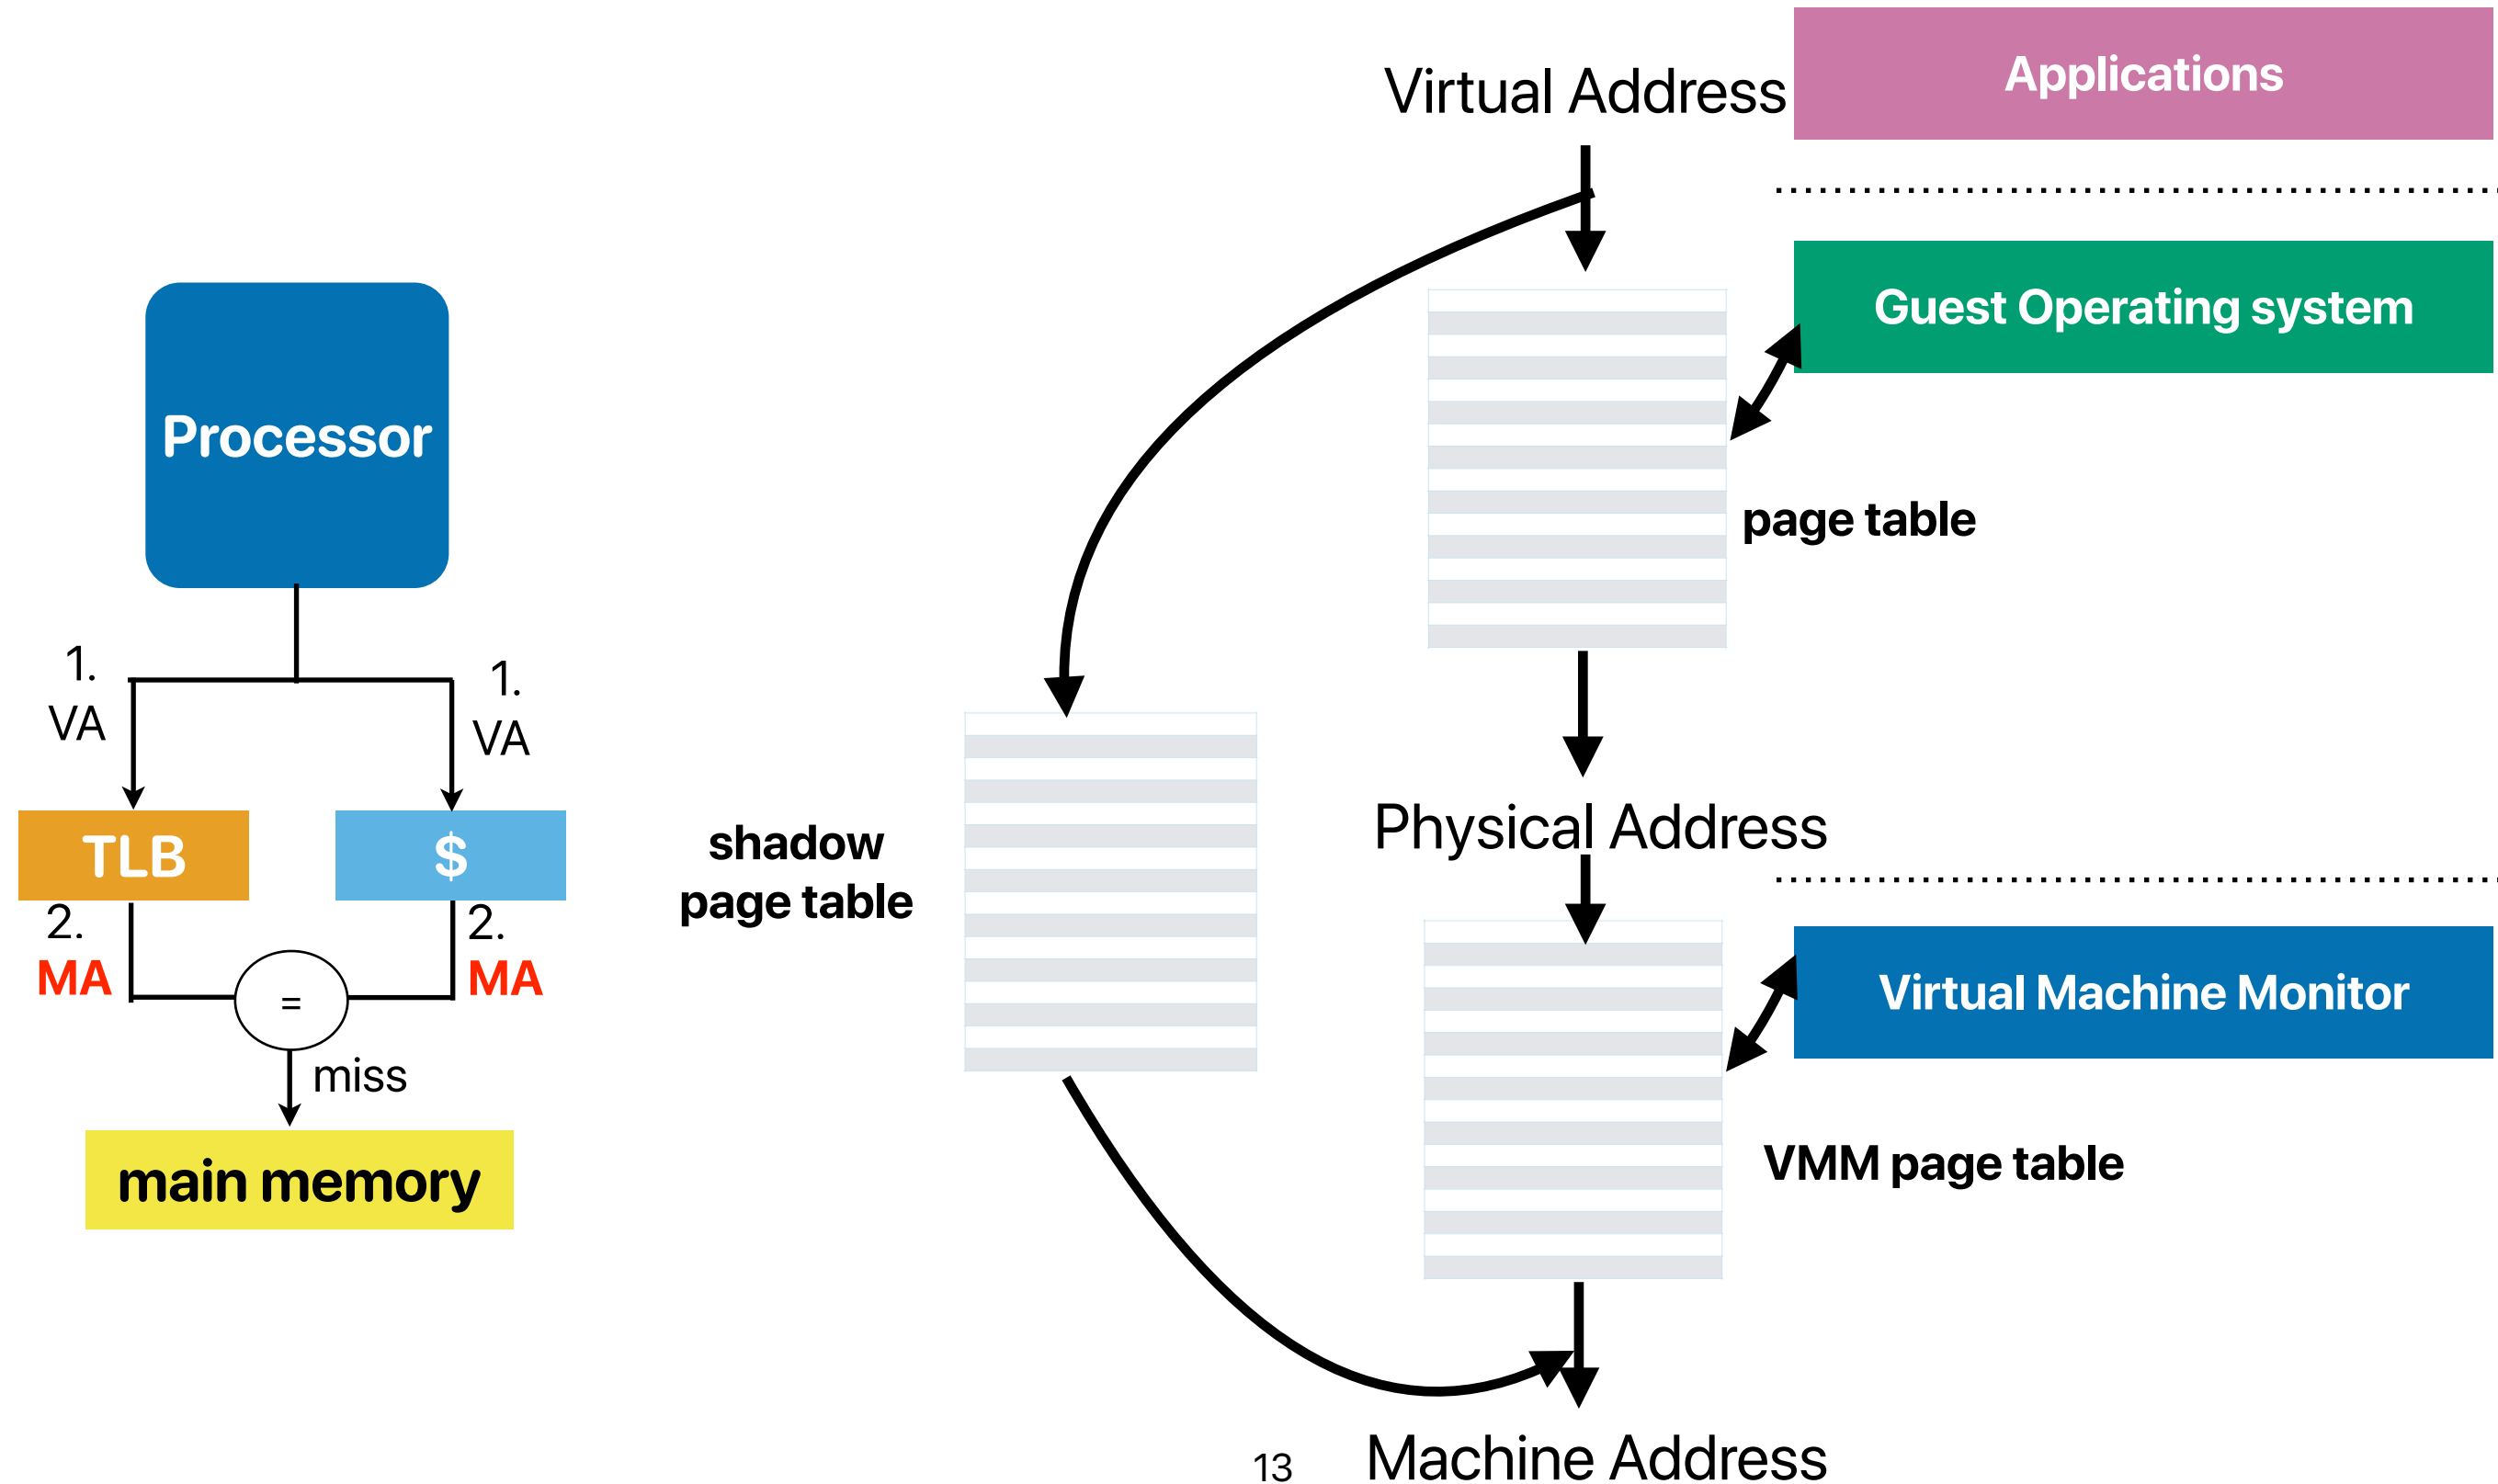 Virtual Address
Applications
Guest Operating system
Processor
page table
1.
VA
1.
VA
TLB
$
Physical Address
shadow
page table
2.
MA
2.
MA
=
Virtual Machine Monitor
miss
VMM page table
main memory
13
Machine Address